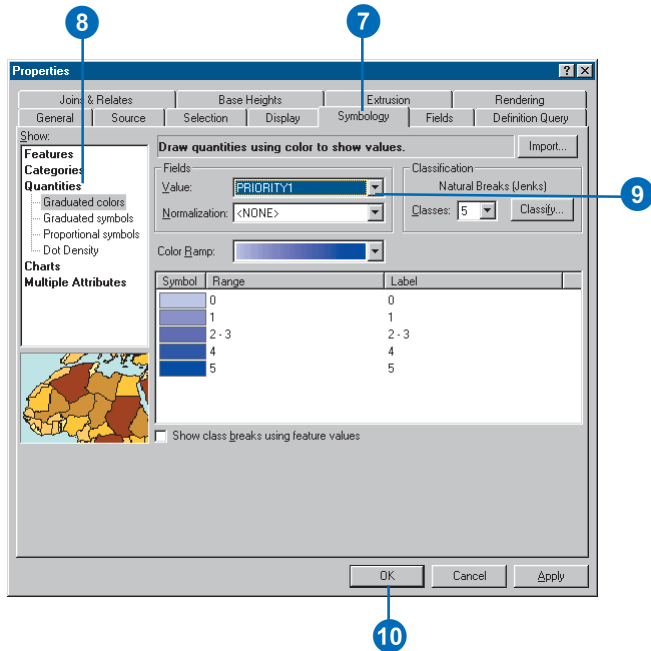 8
7
Properties
Joins & Relates Base Heights Extrusion Rendering
General Source Selection Display Symbology Fields Definition Query
Show:
Features
Categories
Quantities
Graduated colors
Graduated symbols
Proportional symbols
Dot Density
Charts
Multiple Attributes
Draw quantities using color to show values.
Import...
Fields
Value: PRIORITY1
Normalization: <NONE>
Classification
Natural Breaks (Jenks)
Classes: 5 Classify...
9
Color Ramp:
Symbol Range Label
0 0
1 1
2 - 3 2 - 3
4 4
5 5
Show class breaks using feature values
OK Cancel Apply
10